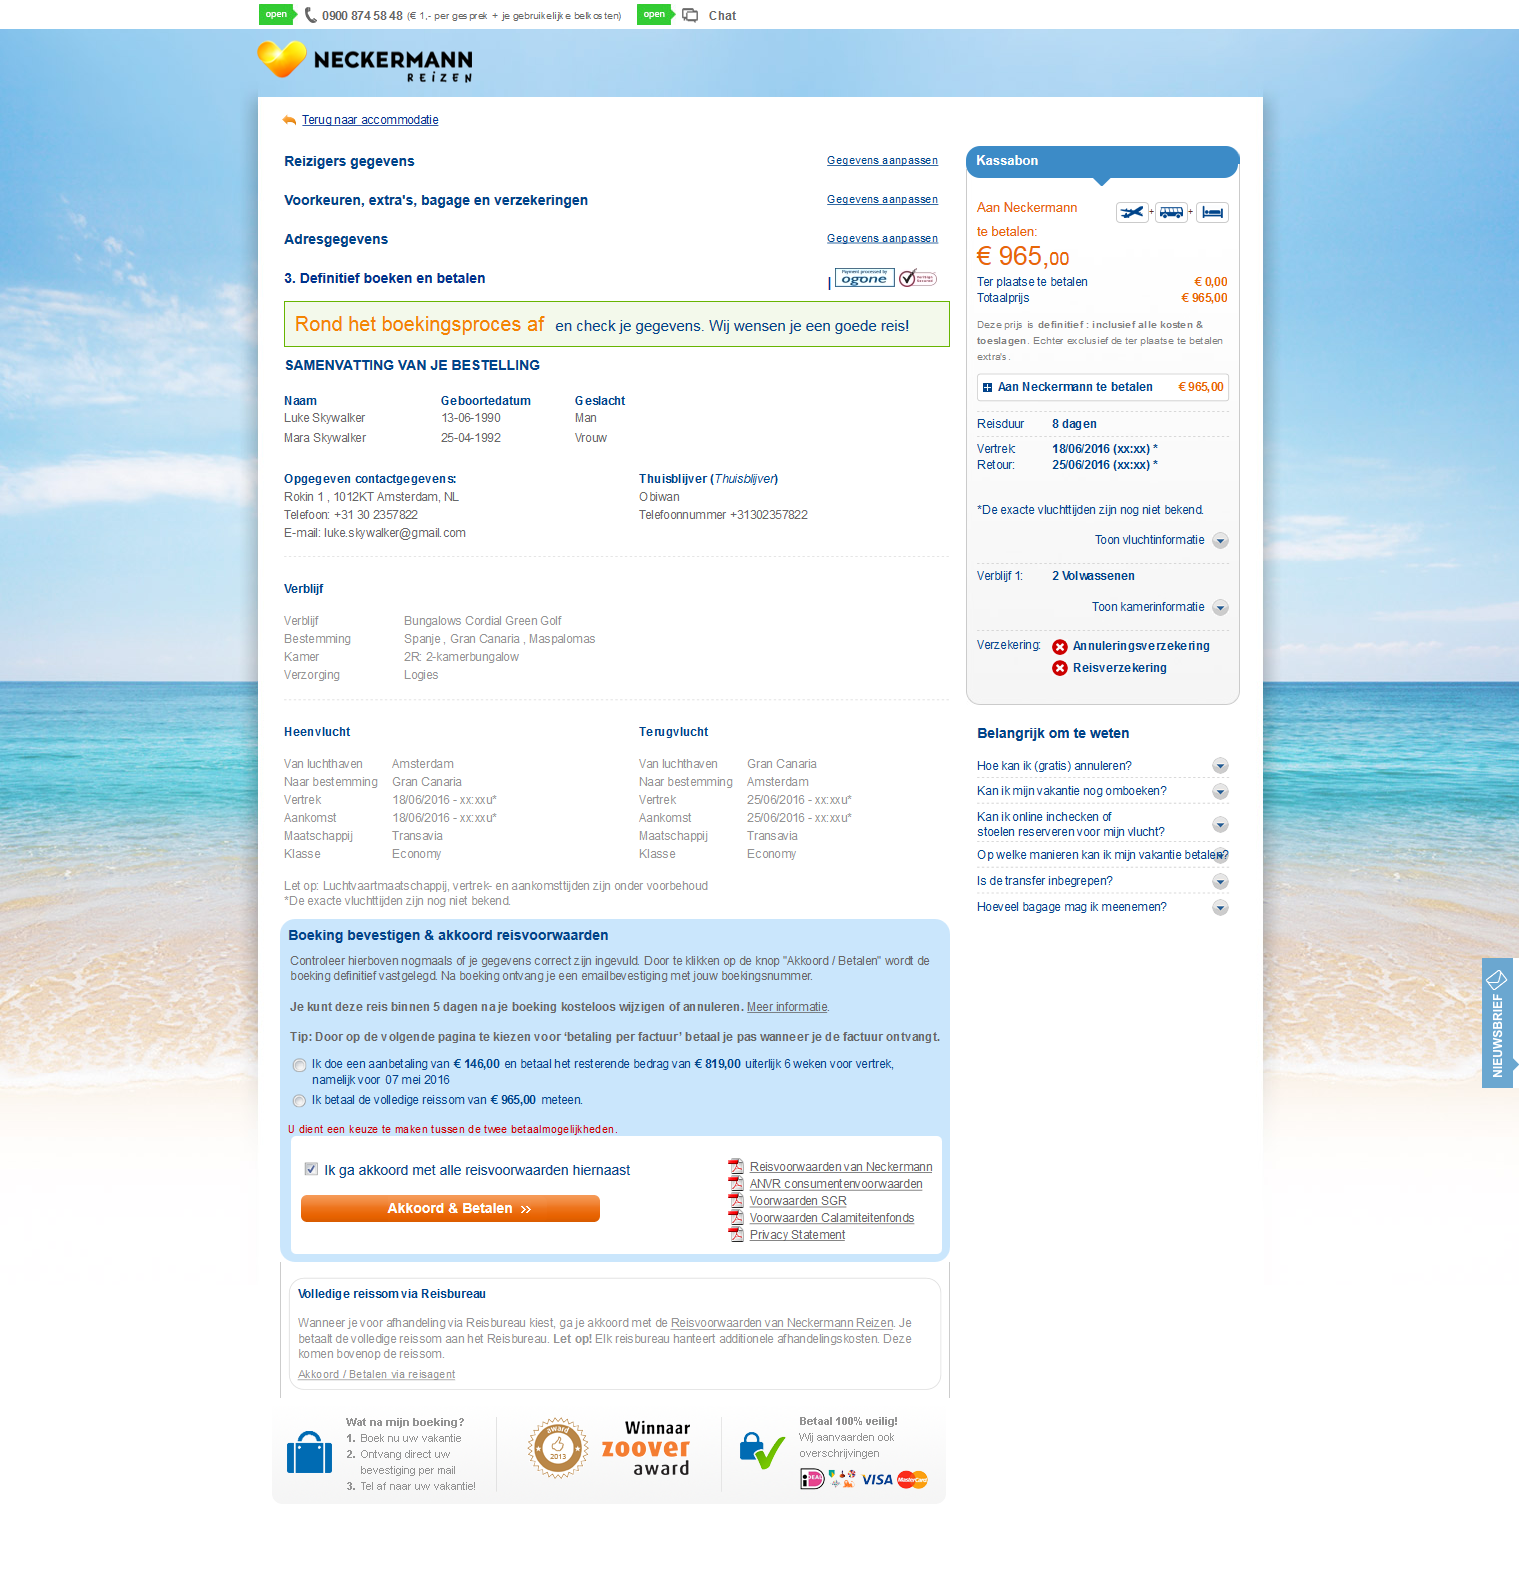 open 0900 874 58 48 (€ 1,- per gesprek + je gebruikelijke belkosten) open Chat
NECKERMANN
REIZEN
Terug naar accommodatie
Reizigers gegevens Gegevens aanpassen
Voorkeuren, extra's, bagage en verzekeringen Gegevens aanpassen
Adresgegevens Gegevens aanpassen
3. Definitief boeken en betalen
Payment processed by
ogone
Rond het boekingsproces af en check je gegevens. Wij wensen je een goede reis!
SAMENVATTING VAN JE BESTELLING
Naam Geboortedatum Geslacht
Luke Skywalker 13-06-1990 Man
Mara Skywalker 25-04-1992 Vrouw
Opgegeven contactgegevens: Thuisblijver (Thuisblijver)
Rokin 1 , 1012KT Amsterdam, NL Obiwan
Telefoon: +31 30 2357822 Telefoonnummer +31302357822
E-mail: luke.skywalker@gmail.com
Verblijf
Verblijf Bungalows Cordial Green Golf
Bestemming Spanje , Gran Canaria , Maspalomas
Kamer 2R: 2-kamerbungalow
Verzorging Logies
Heenvlucht Terugvlucht
Van luchthaven Amsterdam Van luchthaven Gran Canaria
Naar bestemming Gran Canaria Naar bestemming Amsterdam
Vertrek 18/06/2016 - xx:xxu* Vertrek 25/06/2016 - xx:xxu*
Aankomst 18/06/2016 - xx:xxu* Aankomst 25/06/2016 - xx:xxu*
Maatschappij Transavia Maatschappij Transavia
Klasse Economy Klasse Economy
Let op: Luchtvaartmaatschappij, vertrek- en aankomsttijden zijn onder voorbehoud
*De exacte vluchttijden zijn nog niet bekend.
Boeking bevestigen & akkoord reisvoorwaarden
Controleer hierboven nogmaals of je gegevens correct zijn ingevuld. Door te klikken op de knop "Akkoord / Betalen" wordt de
boeking definitief vastgelegd. Na boeking ontvang je een emailbevestiging met jouw boekingsnummer.
Je kunt deze reis binnen 5 dagen na je boeking kosteloos wijzigen of annuleren. Meer informatie.
Tip: Door op de volgende pagina te kiezen voor ‘betaling per factuur’ betaal je pas wanneer je de factuur ontvangt.
Ik doe een aanbetaling van € 146,00 en betaal het resterende bedrag van € 819,00 uiterlijk 6 weken voor vertrek,
namelijk voor 07 mei 2016
Ik betaal de volledige reissom van € 965,00 meteen.
U dient een keuze te maken tussen de twee betaalmogelijkheden.
Ik ga akkoord met alle reisvoorwaarden hiernaast
Akkoord & Betalen »
Reisvoorwaarden van Neckermann
ANVR consumentenvoorwaarden
Voorwaarden SGR
Voorwaarden Calamiteitenfonds
Privacy Statement
Volledige reissom via Reisbureau
Wanneer je voor afhandeling via Reisbureau kiest, ga je akkoord met de Reisvoorwaarden van Neckermann Reizen. Je
betaalt de volledige reissom aan het Reisbureau. Let op! Elk reisbureau hanteert additionele afhandelingskosten. Deze
komen bovenop de reissom.
Akkoord / Betalen via reisagent
Wat na mijn boeking?
1. Boek nu uw vakantie
2. Ontvang direct uw
bevestiging per mail
3. Tel af naar uw vakantie!
award
2013
Winnaar
zoover
award
Betaal 100% veilig!
Wij aanvaarden ook
overschrijvingen
iDEAL VISA MasterCard
Kassabon
Aan Neckermann
te betalen:
€ 965,00
Ter plaatse te betalen € 0,00
Totaalprijs € 965,00
Deze prijs is definitief : inclusief alle kosten &
toeslagen. Echter exclusief de ter plaatse te betalen
extra's.
Aan Neckermann te betalen € 965,00
Reisduur 8 dagen
Vertrek: 18/06/2016 (xx:xx) *
Retour: 25/06/2016 (xx:xx) *
*De exacte vluchttijden zijn nog niet bekend.
Toon vluchtinformatie
Verblijf 1: 2 Volwassenen
Toon kamerinformatie
Verzekering: Annuleringsverzekering
Reisverzekering
Belangrijk om te weten
Hoe kan ik (gratis) annuleren?
Kan ik mijn vakantie nog omboeken?
Kan ik online inchecken of
stoelen reserveren voor mijn vlucht?
Op welke manieren kan ik mijn vakantie betalen?
Is de transfer inbegrepen?
Hoeveel bagage mag ik meenemen?
NIEUWSBRIEF